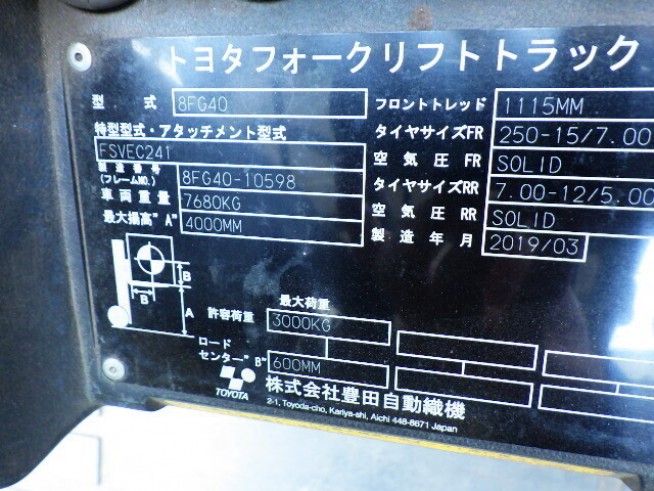 トヨタフォークリフトトラック
型 式 8FG40
特型型式・アタッチメント型式
FSVEC241
製造番号 (フレームNO.) 8FG40-10598
車両重量 7680KG
最大揚高"A" 4000MM
フロントトレッド 1115MM
タイヤサイズFR 250-15/7.00
空気圧 FR SOLID
タイヤサイズRR 7.00-12/5.00
空気圧 RR SOLID
製造年月 2019/03
B
B
A
最大荷重
許容荷重 3000KG
ロード
センター"B" 600MM
TOYOTA
株式会社豊田自動織機
2-1, Toyoda-cho, Kariya-shi, Aichi 448-8671 Japan